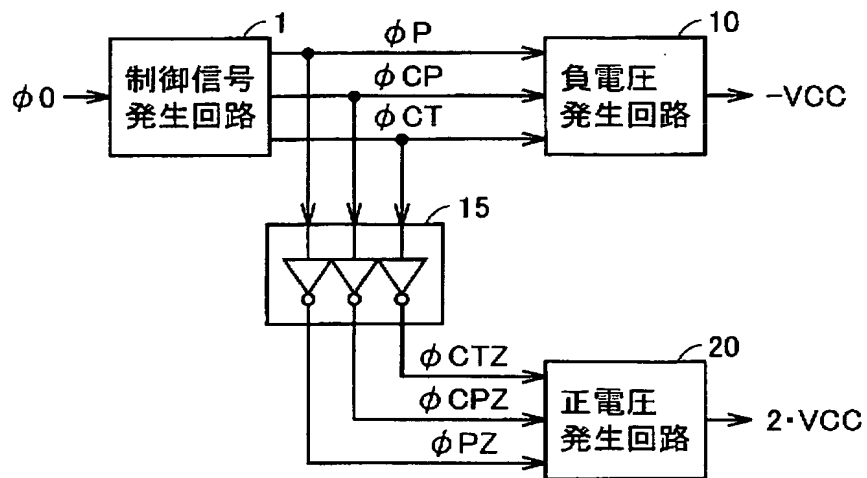 1
φP
10
φ0
制御信号
発生回路
φCP
負電圧
発生回路
-VCC
φCT
15
φCTZ
20
φCPZ
正電圧
発生回路
2・VCC
φPZ